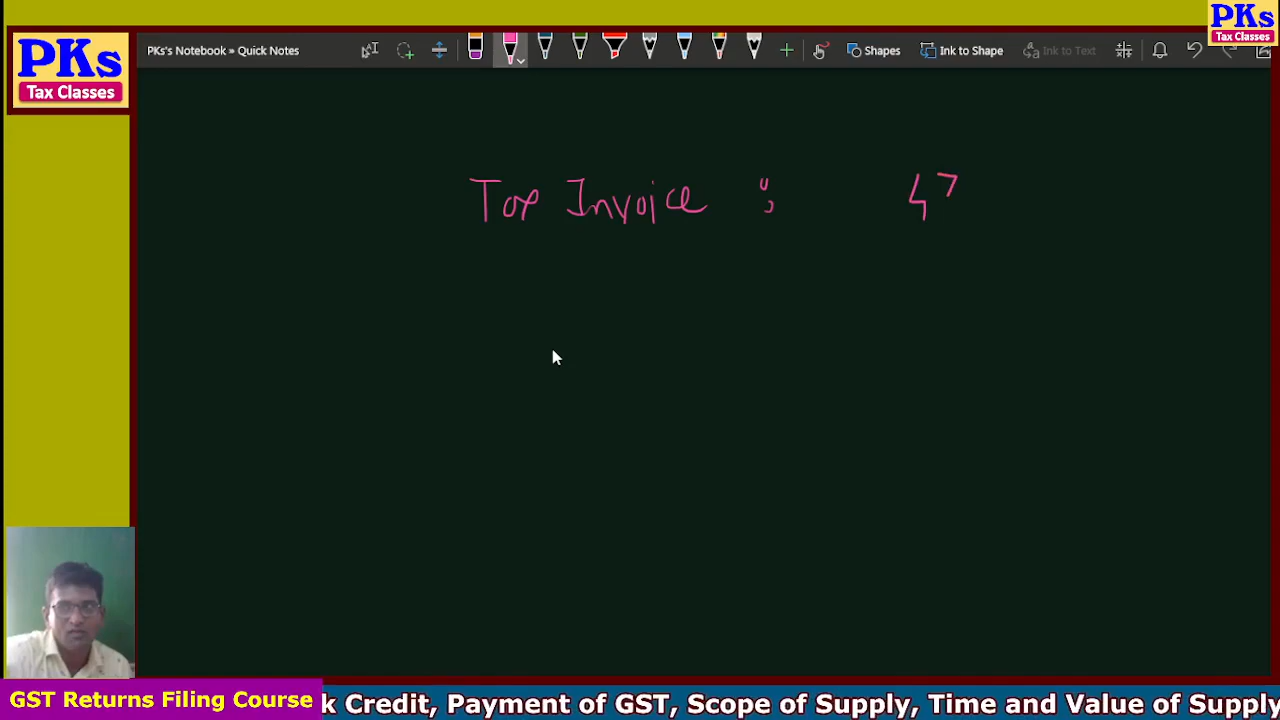 PKs
Tax Classes
PKs
Tax Classes
PKs's Notebook » Quick Notes
Shapes
Ink to Shape
Ink to Text
Tax Invoice : 47
GST Returns Filing Course
k Credit, Payment of GST, Scope of Supply, Time and Value of Supply